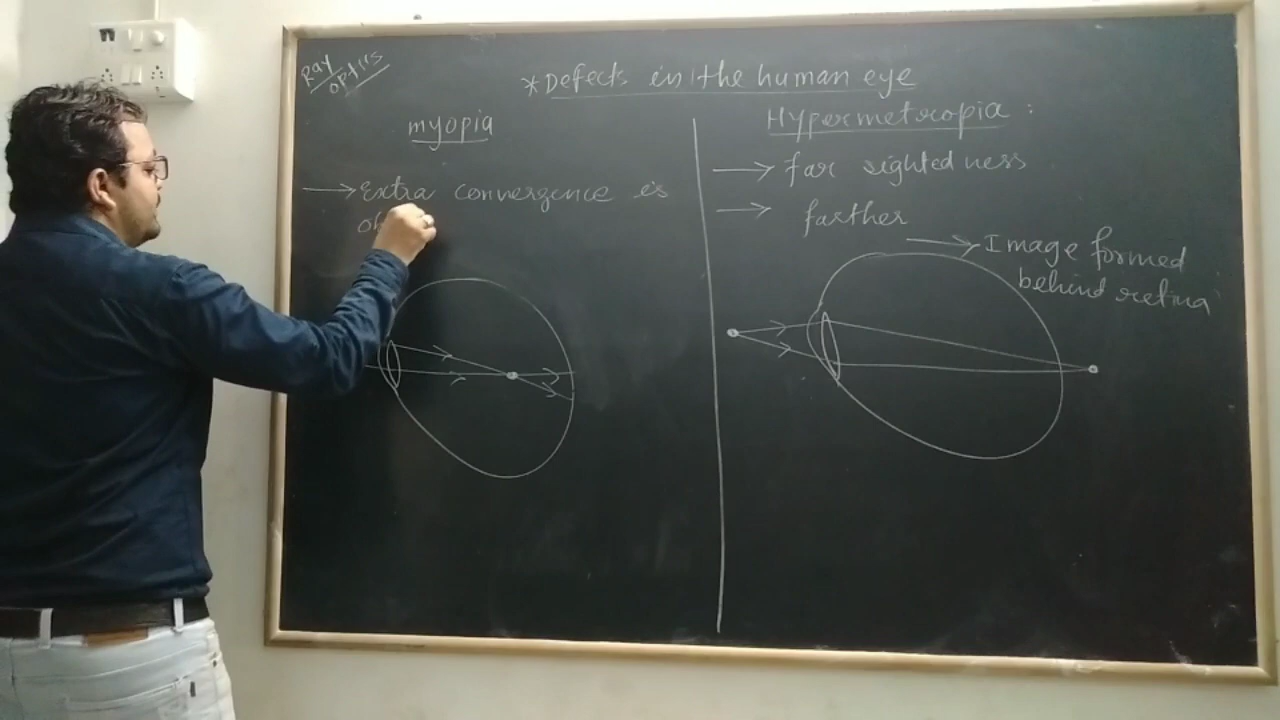 Ray
optics
* Defects in the human eye
myopia
→ Extra convergence is
Hypermetropia :
→ far sightedness
→ farther
→ Image formed
behind retina